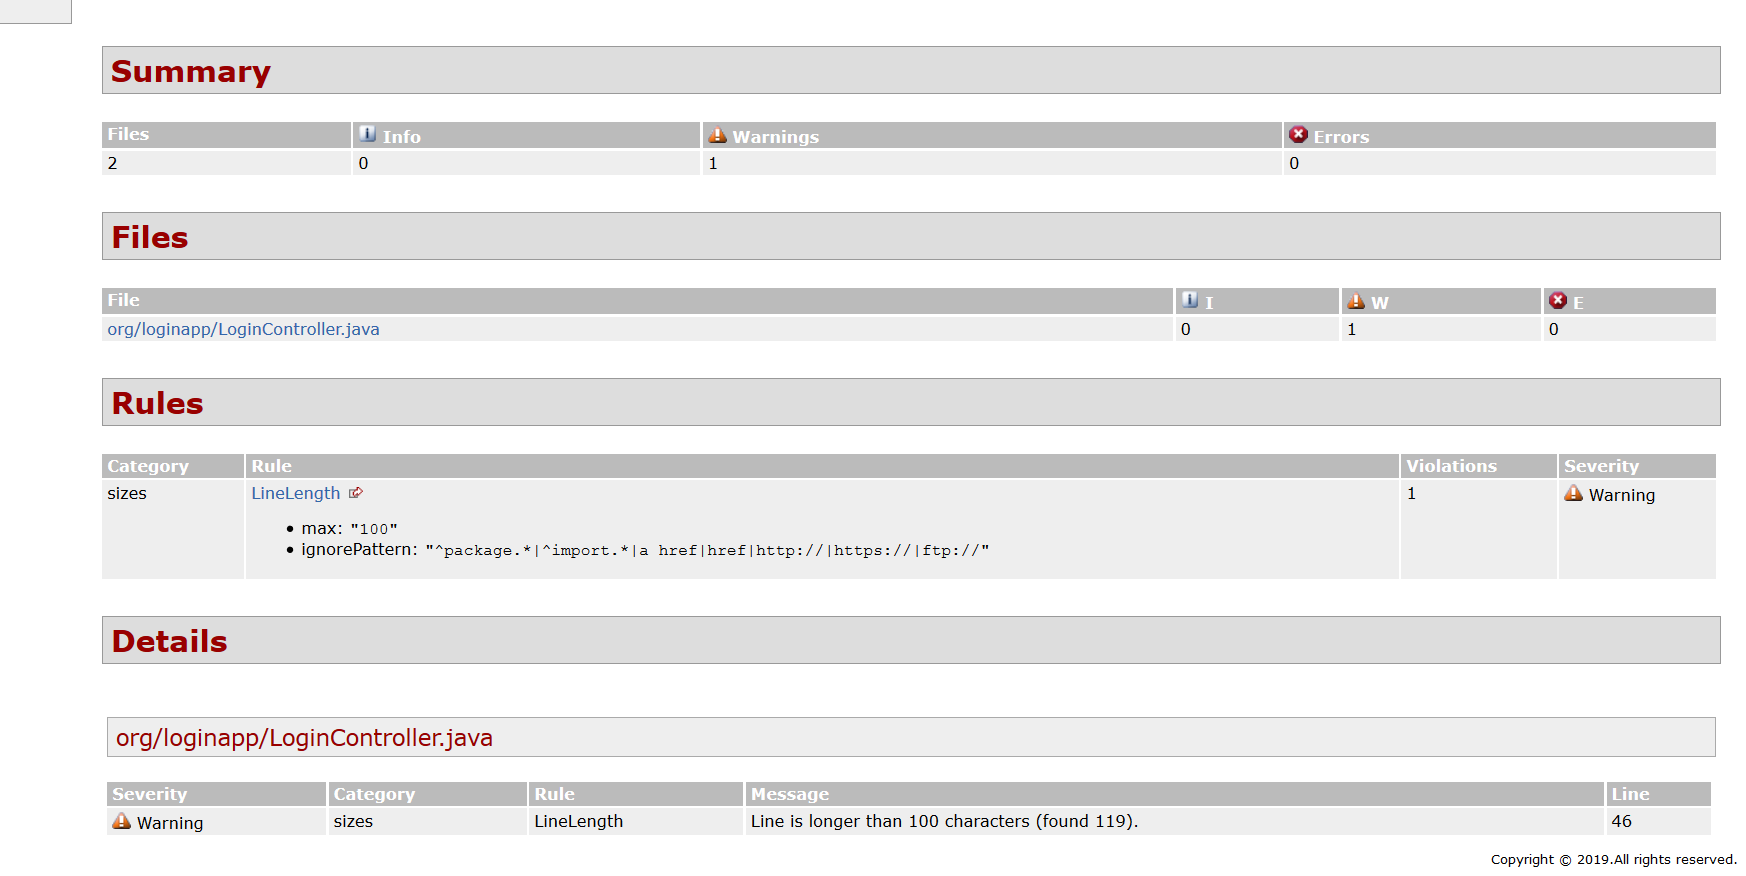 Summary
Files Info Warnings Errors
2 0 1 0
Files
File I W E
org/loginapp/LoginController.java 0 1 0
Rules
Category Rule Violations Severity
sizes LineLength 1 Warning
• max: "100"
• ignorePattern: "^package.*|^import.*|a href|href|http://|https://|ftp://"
Details
org/loginapp/LoginController.java
Severity Category Rule Message Line
Warning sizes LineLength Line is longer than 100 characters (found 119). 46
Copyright © 2019.All rights reserved.